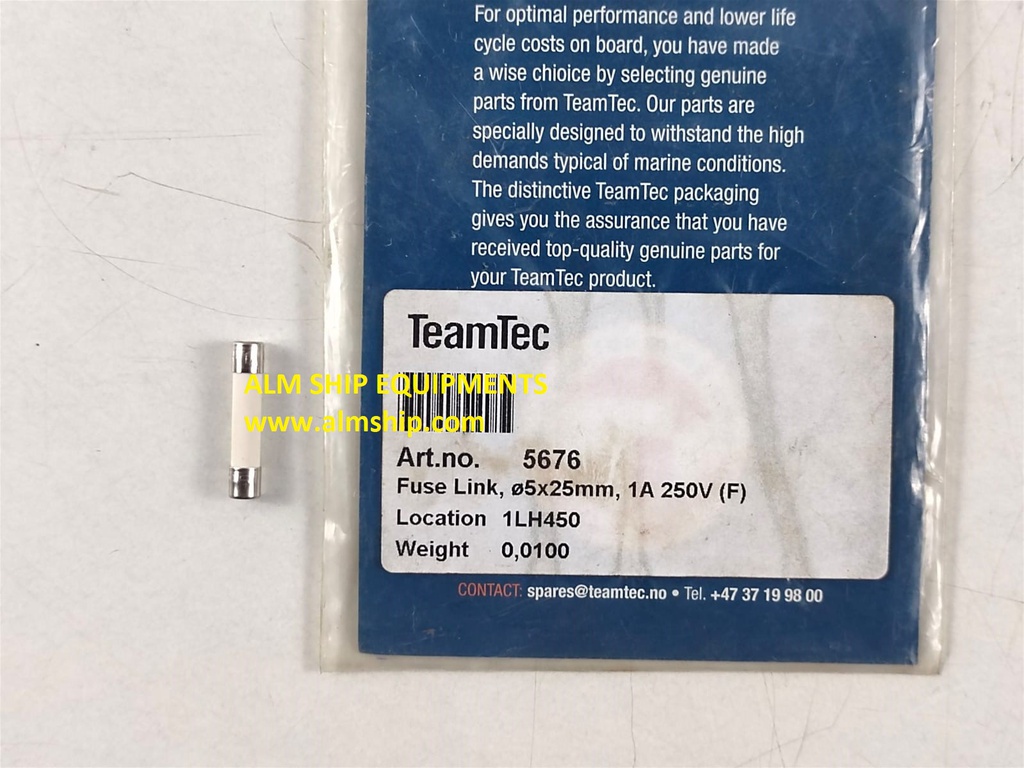 For optimal performance and lower life
cycle costs on board, you have made
a wise chioice by selecting genuine
parts from TeamTec. Our parts are
specially designed to withstand the high
demands typical of marine conditions.
The distinctive TeamTec packaging
gives you the assurance that you have
received top-quality genuine parts for
your TeamTec product.
TeamTec
ALM SHIP EQUIPMENTS
www.almship.com
Art.no. 5676
Fuse Link, ø5x25mm, 1A 250V (F)
Location 1LH450
Weight 0,0100
CONTACT: spares@teamtec.no • Tel. +47 37 19 98 00